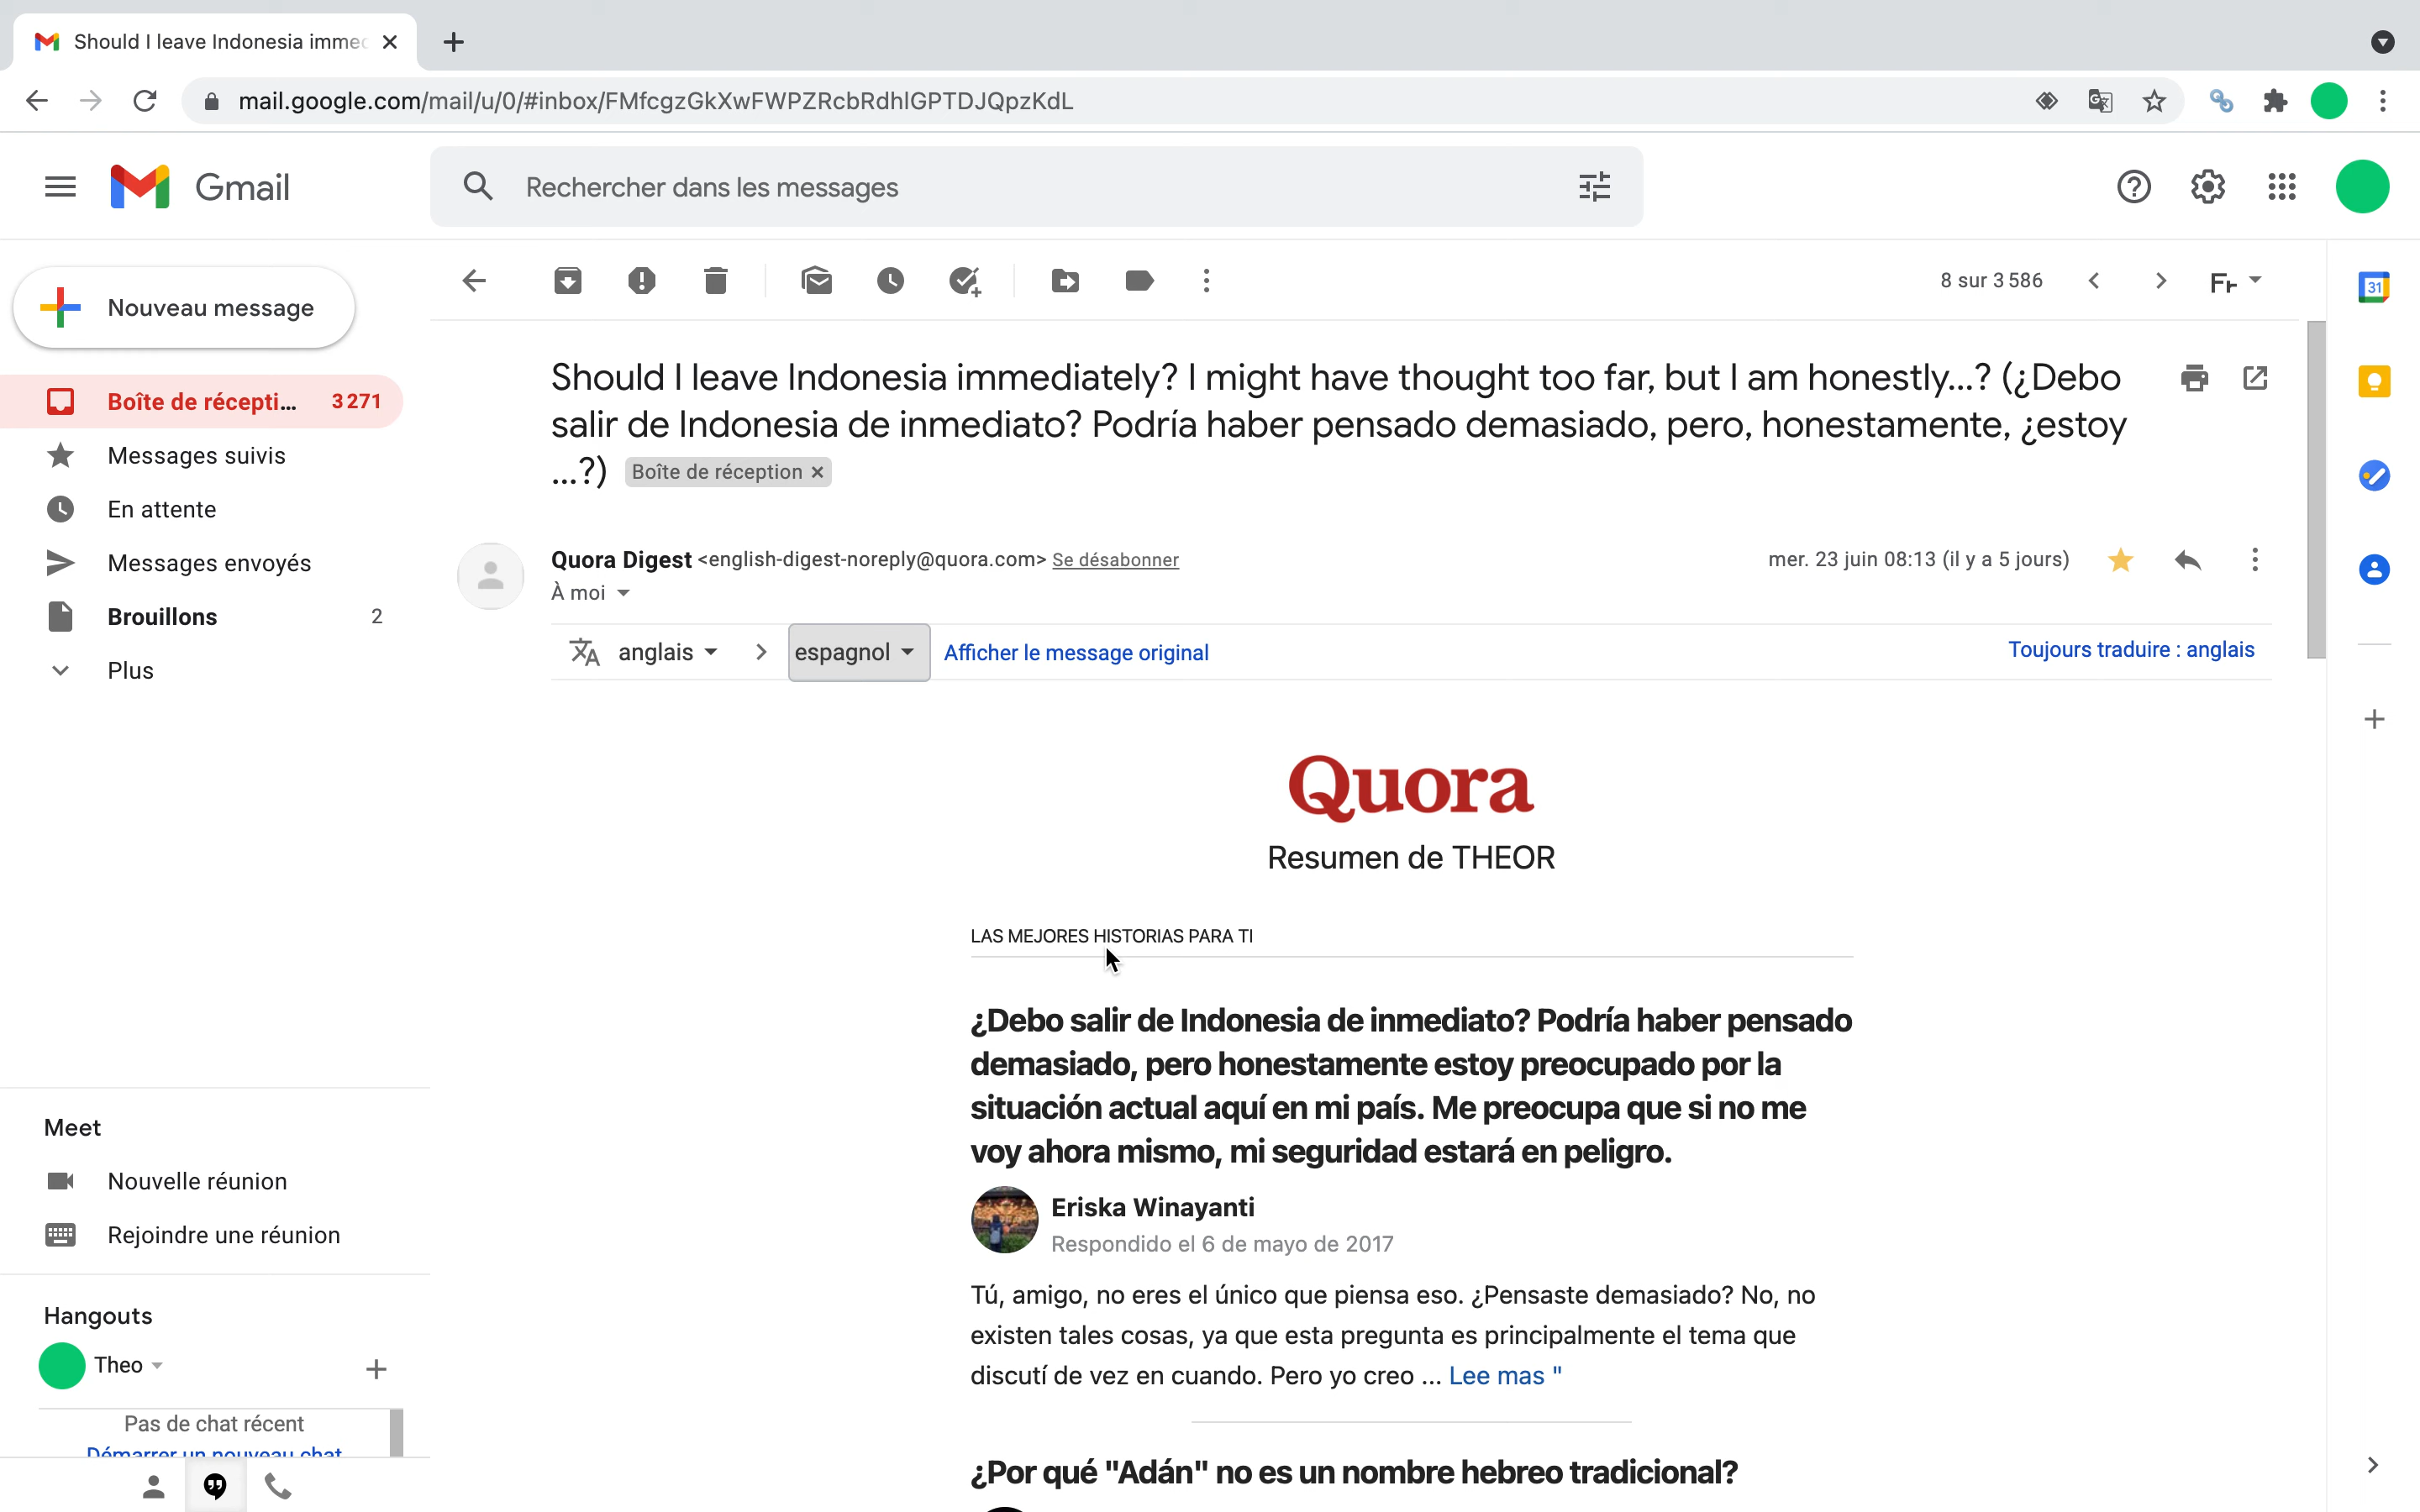 Should I leave Indonesia immed
mail.google.com/mail/u/0/#inbox/FMfcgzGkXwFWPZRcbRdhlGPTDJQpzKdL
Gmail
Rechercher dans les messages
Nouveau message
Boîte de récepti... 3 271
Messages suivis
En attente
Messages envoyés
Brouillons 2
Plus
Meet
Nouvelle réunion
Rejoindre une réunion
Hangouts
Theo
Pas de chat récent
Démarrer un nouveau chat
8 sur 3 586
Fr
31
Should I leave Indonesia immediately? I might have thought too far, but I am honestly...? (¿Debo
salir de Indonesia de inmediato? Podría haber pensado demasiado, pero, honestamente, ¿estoy
...?) Boîte de réception ×
Quora Digest <english-digest-noreply@quora.com> Se désabonner
mer. 23 juin 08:13 (il y a 5 jours)
À moi
anglais > espagnol Afficher le message original
Toujours traduire : anglais
Quora
Resumen de THEOR
LAS MEJORES HISTORIAS PARA TI
¿Debo salir de Indonesia de inmediato? Podría haber pensado
demasiado, pero honestamente estoy preocupado por la
situación actual aquí en mi país. Me preocupa que si no me
voy ahora mismo, mi seguridad estará en peligro.
Eriska Winayanti
Respondido el 6 de mayo de 2017
Tú, amigo, no eres el único que piensa eso. ¿Pensaste demasiado? No, no
existen tales cosas, ya que esta pregunta es principalmente el tema que
discutí de vez en cuando. Pero yo creo ... Lee mas "
¿Por qué "Adán" no es un nombre hebreo tradicional?